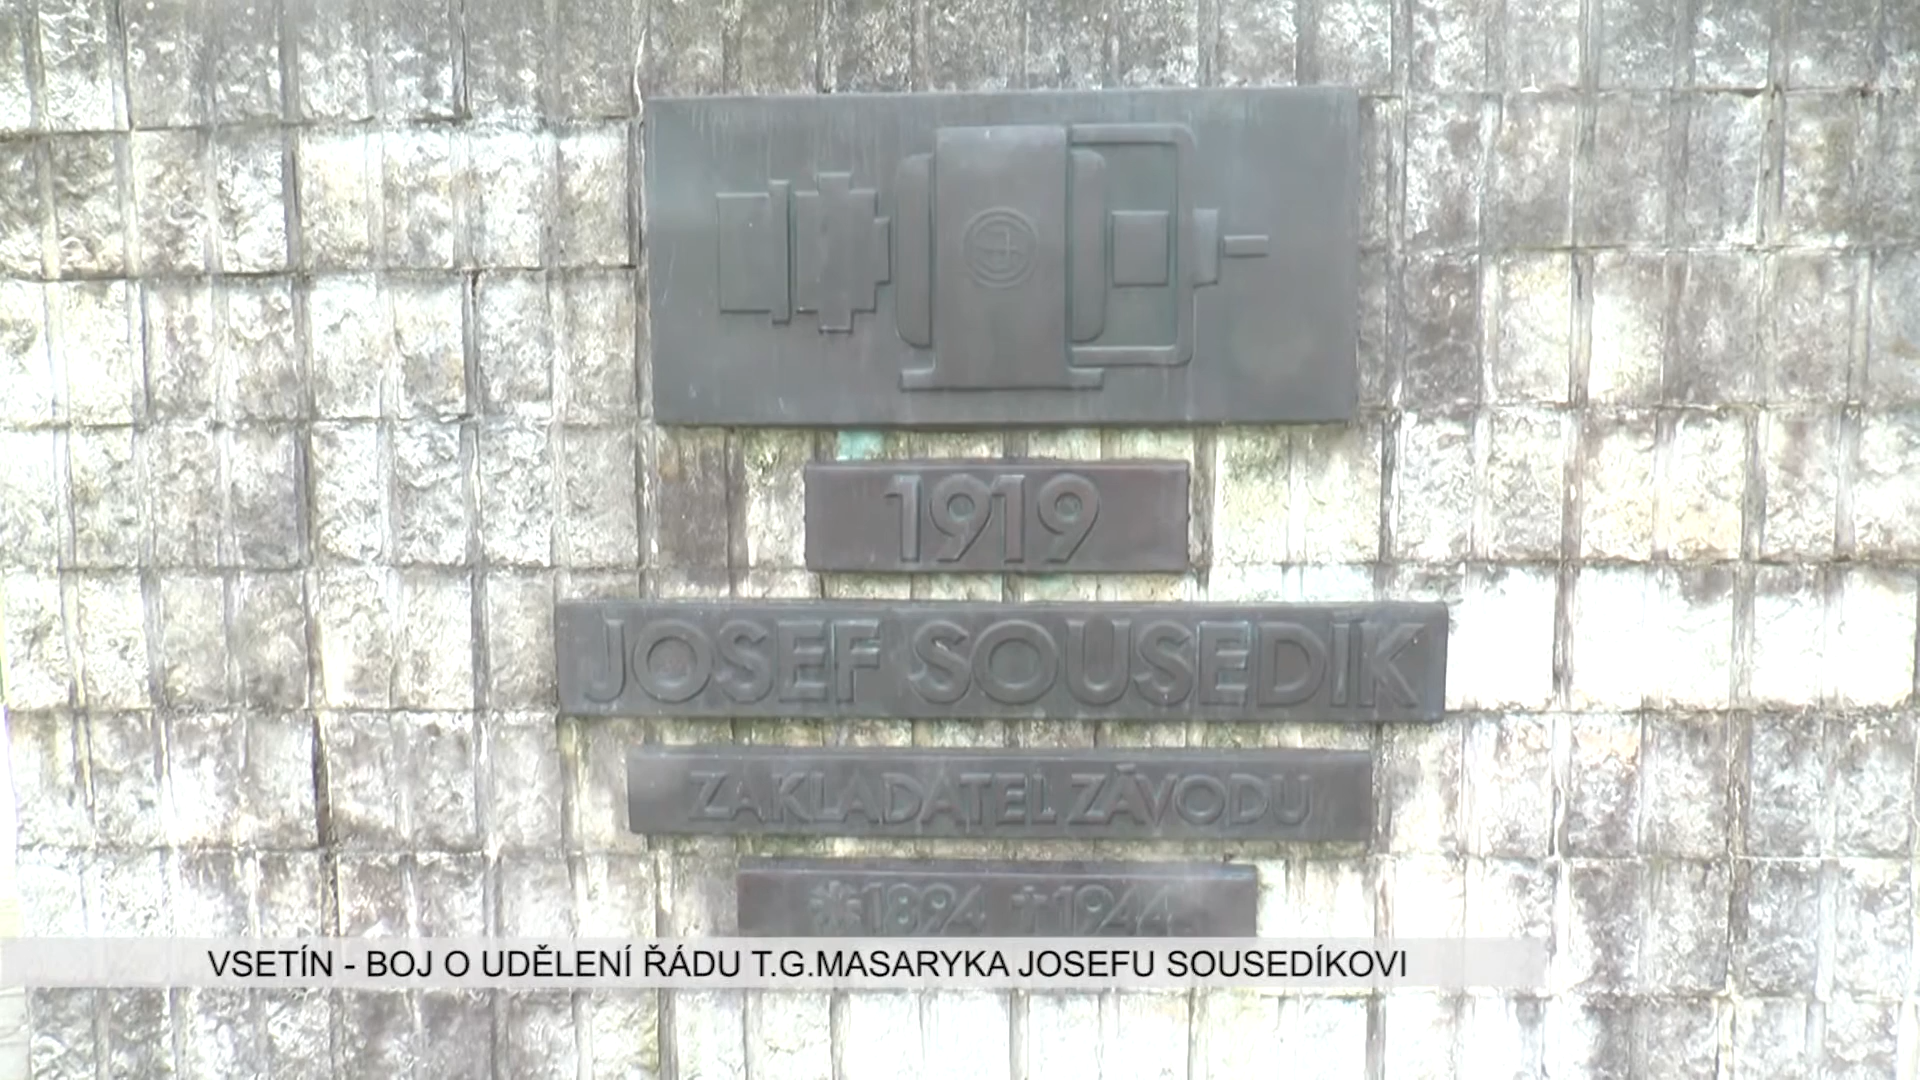 1919
JOSEF SOUSEDÍK
ZAKLADATEL ZÁVODU
*1894 †1944
VSETÍN - BOJ O UDĚLENÍ ŘÁDU T.G.MASARYKA JOSEFU SOUSEDÍKOVI